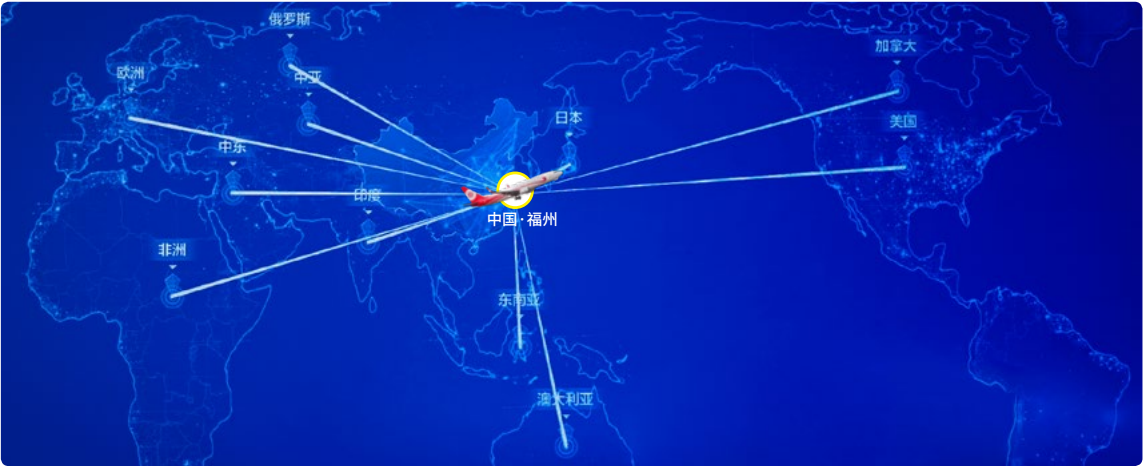 俄罗斯
加拿大
欧洲
中亚
日本
美国
中东
印度
中国·福州
非洲
东南亚
澳大利亚